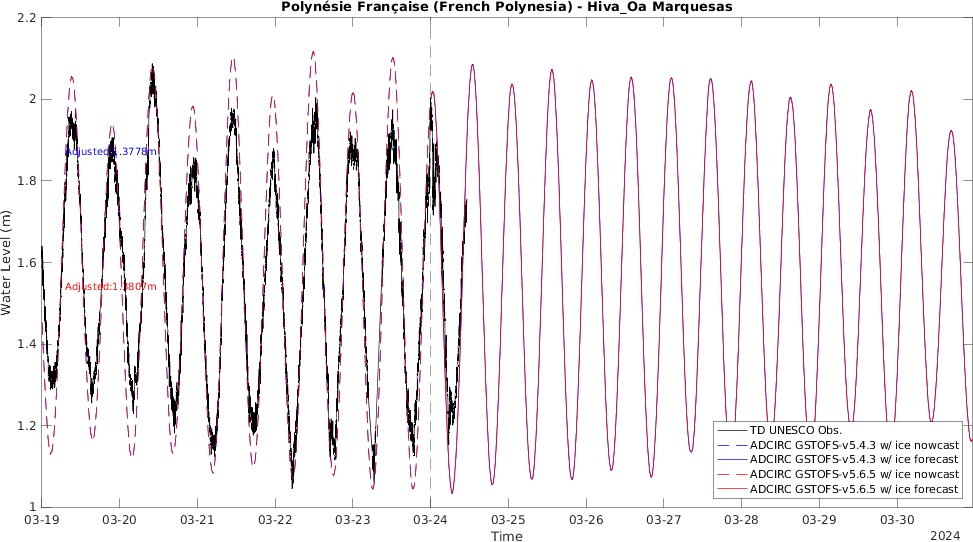 Polynésie Française (French Polynesia) - Hiva_Oa Marquesas
2.2
2
1.8
1.6
1.4
1.2
1
Water Level (m)
Adjusted:1.3778m
Adjusted:1.3807m
TD UNESCO Obs.
ADCIRC GSTOFS-v5.4.3 w/ ice nowcast
ADCIRC GSTOFS-v5.4.3 w/ ice forecast
ADCIRC GSTOFS-v5.6.5 w/ ice nowcast
ADCIRC GSTOFS-v5.6.5 w/ ice forecast
03-19 03-20 03-21 03-22 03-23 03-24 03-25 03-26 03-27 03-28 03-29 03-30
Time
2024